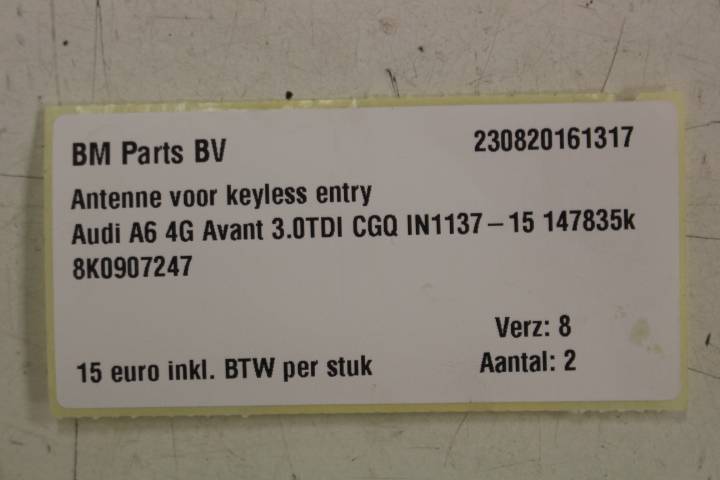 BM Parts BV 230820161317
Antenne voor keyless entry
Audi A6 4G Avant 3.0TDI CGQ IN1137-15 147835k
8K0907247
Verz: 8
15 euro inkl. BTW per stuk Aantal: 2